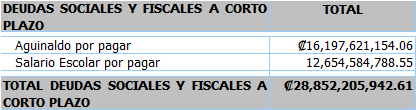 DEUDAS SOCIALES Y FISCALES A CORTO PLAZO TOTAL
Aguinaldo por pagar ₡16,197,621,154.06
Salario Escolar por pagar 12,654,584,788.55
TOTAL DEUDAS SOCIALES Y FISCALES A CORTO PLAZO ₡28,852,205,942.61